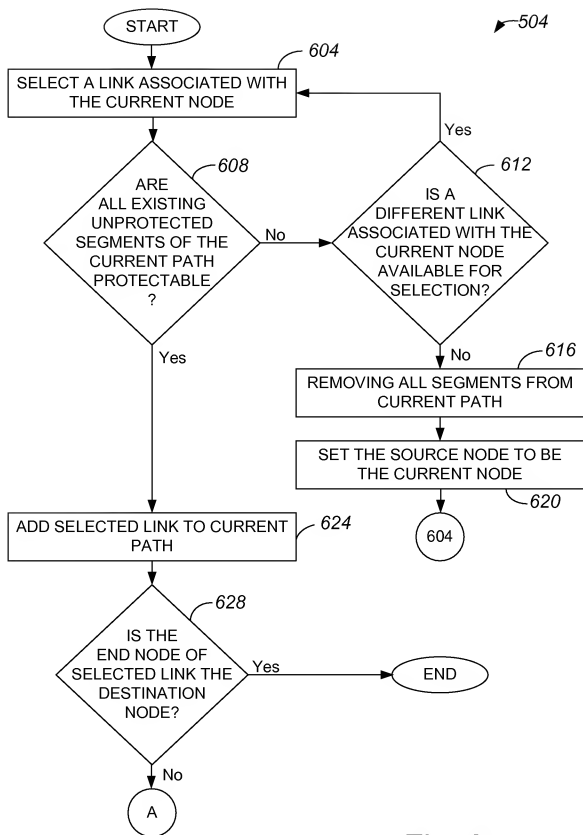 START
504
604
SELECT A LINK ASSOCIATED WITH
THE CURRENT NODE
Yes
608
ARE
ALL EXISTING
UNPROTECTED
SEGMENTS OF THE
CURRENT PATH
PROTECTABLE
?
No
612
IS A
DIFFERENT LINK
ASSOCIATED WITH THE
CURRENT NODE
AVAILABLE FOR
SELECTION?
Yes
No
616
REMOVING ALL SEGMENTS FROM
CURRENT PATH
SET THE SOURCE NODE TO BE
THE CURRENT NODE
620
604
ADD SELECTED LINK TO CURRENT
PATH
624
628
IS THE
END NODE OF
SELECTED LINK THE
DESTINATION
NODE?
Yes
END
No
A